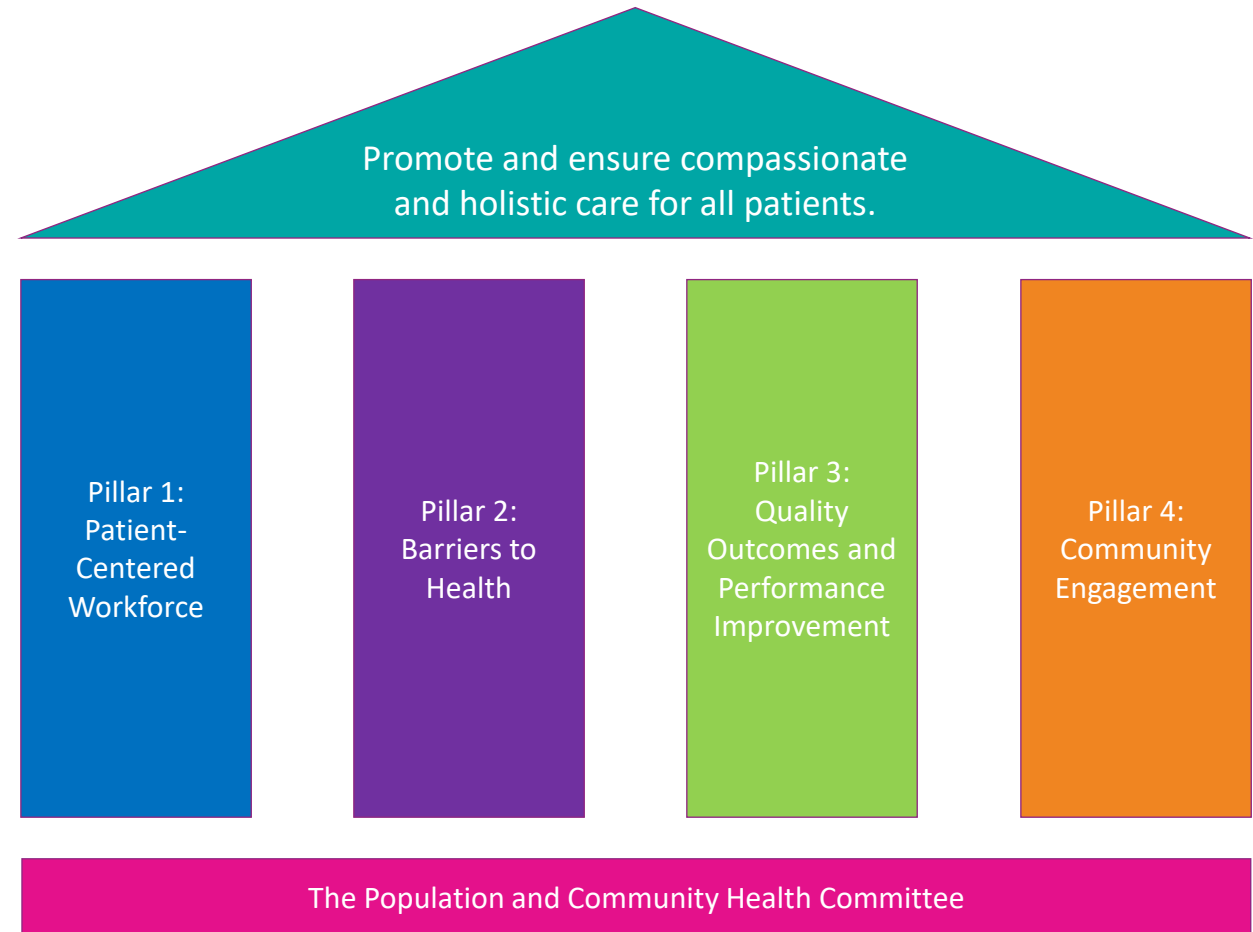 Promote and ensure compassionate
and holistic care for all patients.
Pillar 1:
Patient-
Centered
Workforce
Pillar 2:
Barriers to
Health
Pillar 3:
Quality
Outcomes and
Performance
Improvement
Pillar 4:
Community
Engagement
The Population and Community Health Committee